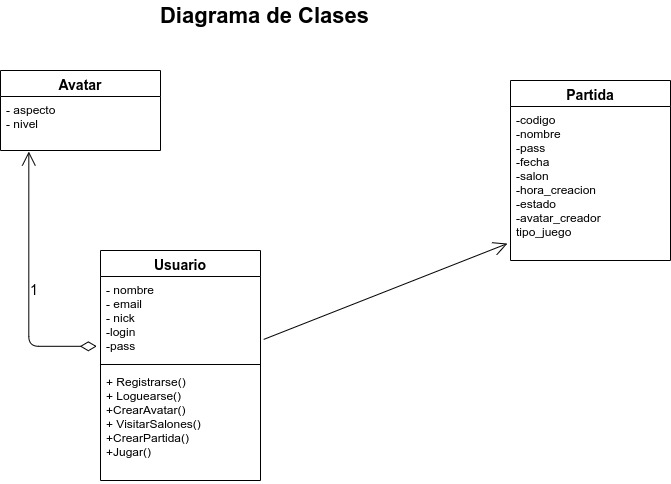 Diagrama de Clases
Avatar
- aspecto
- nivel
Partida
-codigo
-nombre
-pass
-fecha
-salon
-hora_creacion
-estado
-avatar_creador
tipo_juego
1
Usuario
- nombre
- email
- nick
-login
-pass
+ Registrarse()
+ Loguearse()
+CrearAvatar()
+ VisitarSalones()
+CrearPartida()
+Jugar()